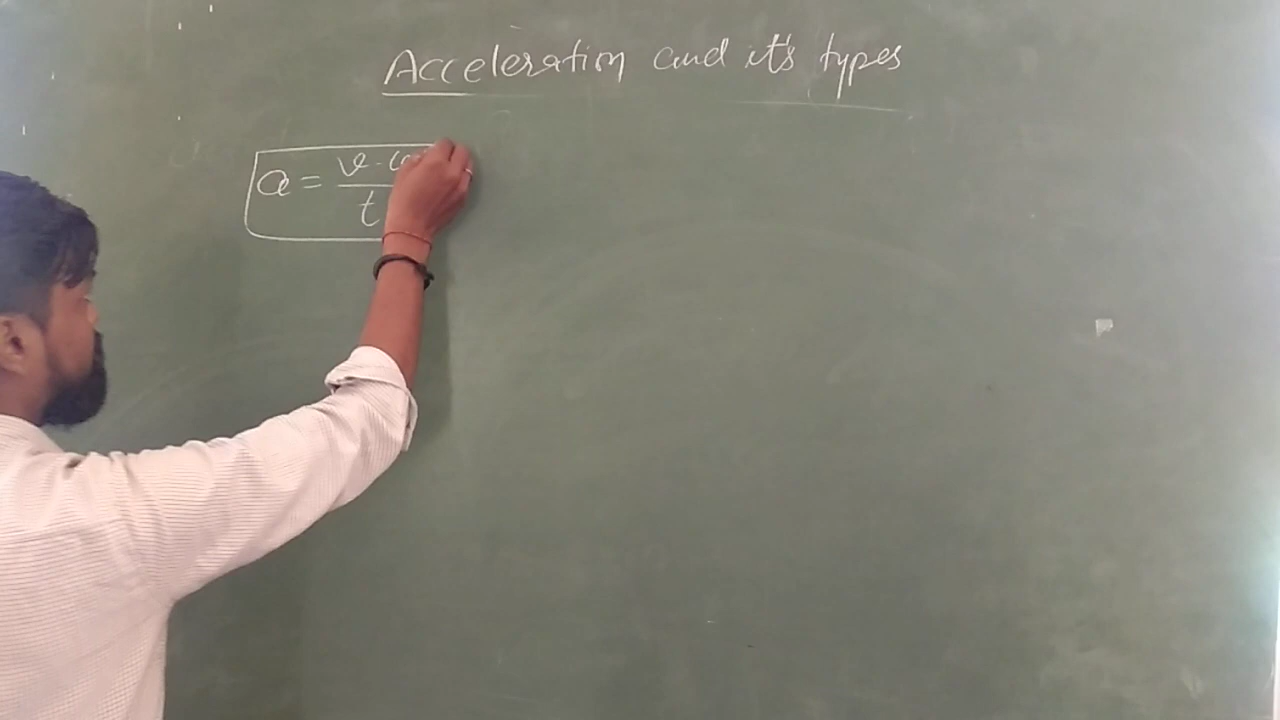 Acceleration and it's types
a = v - u
t